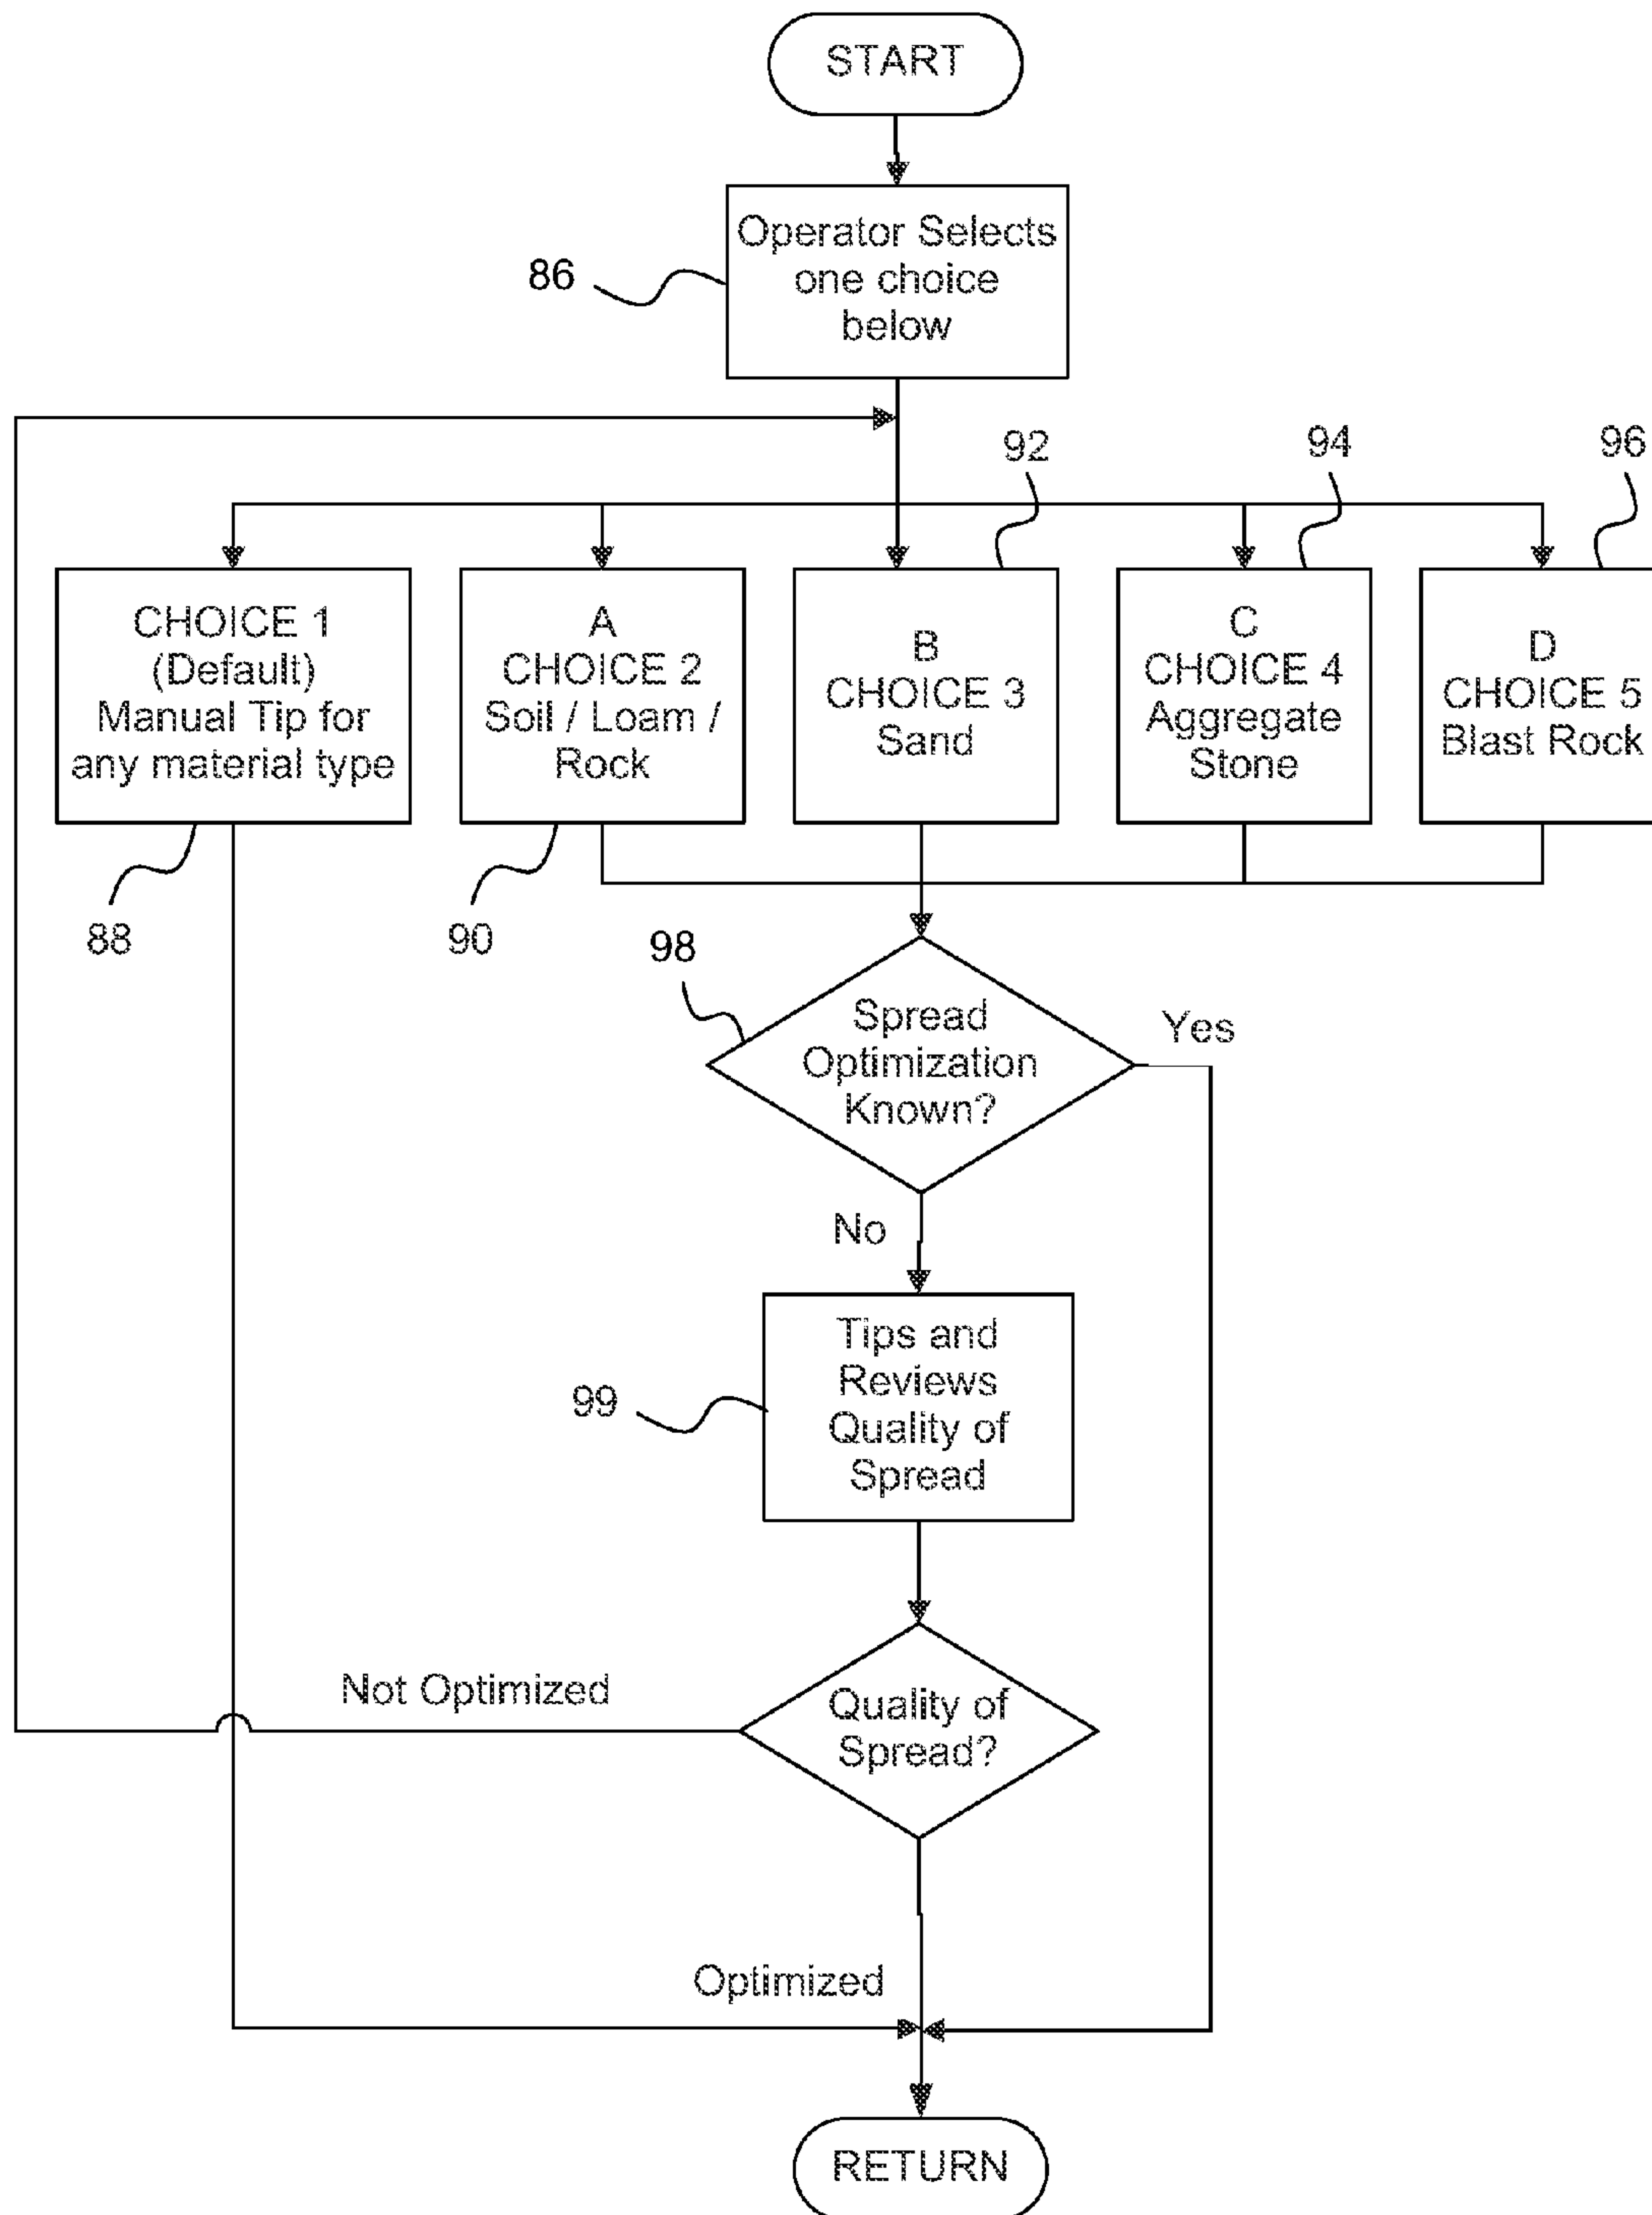 START
Operator Selects
one choice
below
86
92
94
96
CHOICE 1
(Default)
Manual Tip for
any material type
A
CHOICE 2
Soil / Loam /
Rock
B
CHOICE 3
Sand
C
CHOICE 4
Aggregate
Stone
D
CHOICE 5
Blast Rock
88
90
98
Spread
Optimization
Known?
Yes
No
Tips and
Reviews
Quality of
Spread
99
Not Optimized
Quality of
Spread?
Optimized
RETURN